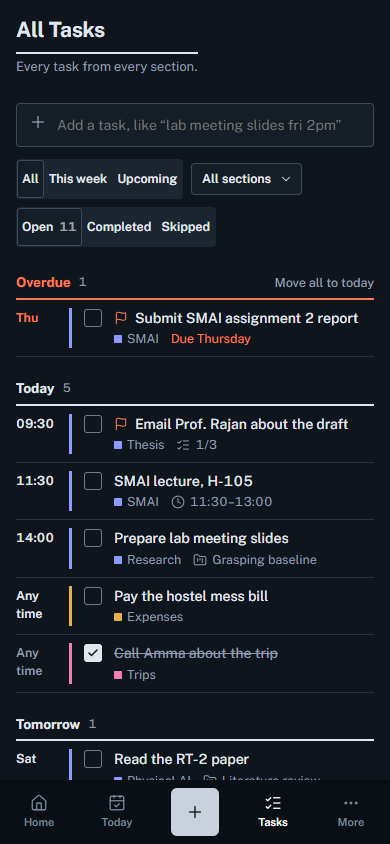 All Tasks
Every task from every section.
Add a task, like “lab meeting slides fri 2pm”
All This week Upcoming All sections
Open 11 Completed Skipped
Overdue 1 Move all to today
Thu Submit SMAI assignment 2 report
SMAI Due Thursday
Today 5
09:30 Email Prof. Rajan about the draft
Thesis 1/3
11:30 SMAI lecture, H-105
SMAI 11:30–13:00
14:00 Prepare lab meeting slides
Research Grasping baseline
Any time Pay the hostel mess bill
Expenses
Any time Call Amma about the trip
Trips
Tomorrow 1
Sat Read the RT-2 paper
Physical AI Literature review
Home Today Tasks More